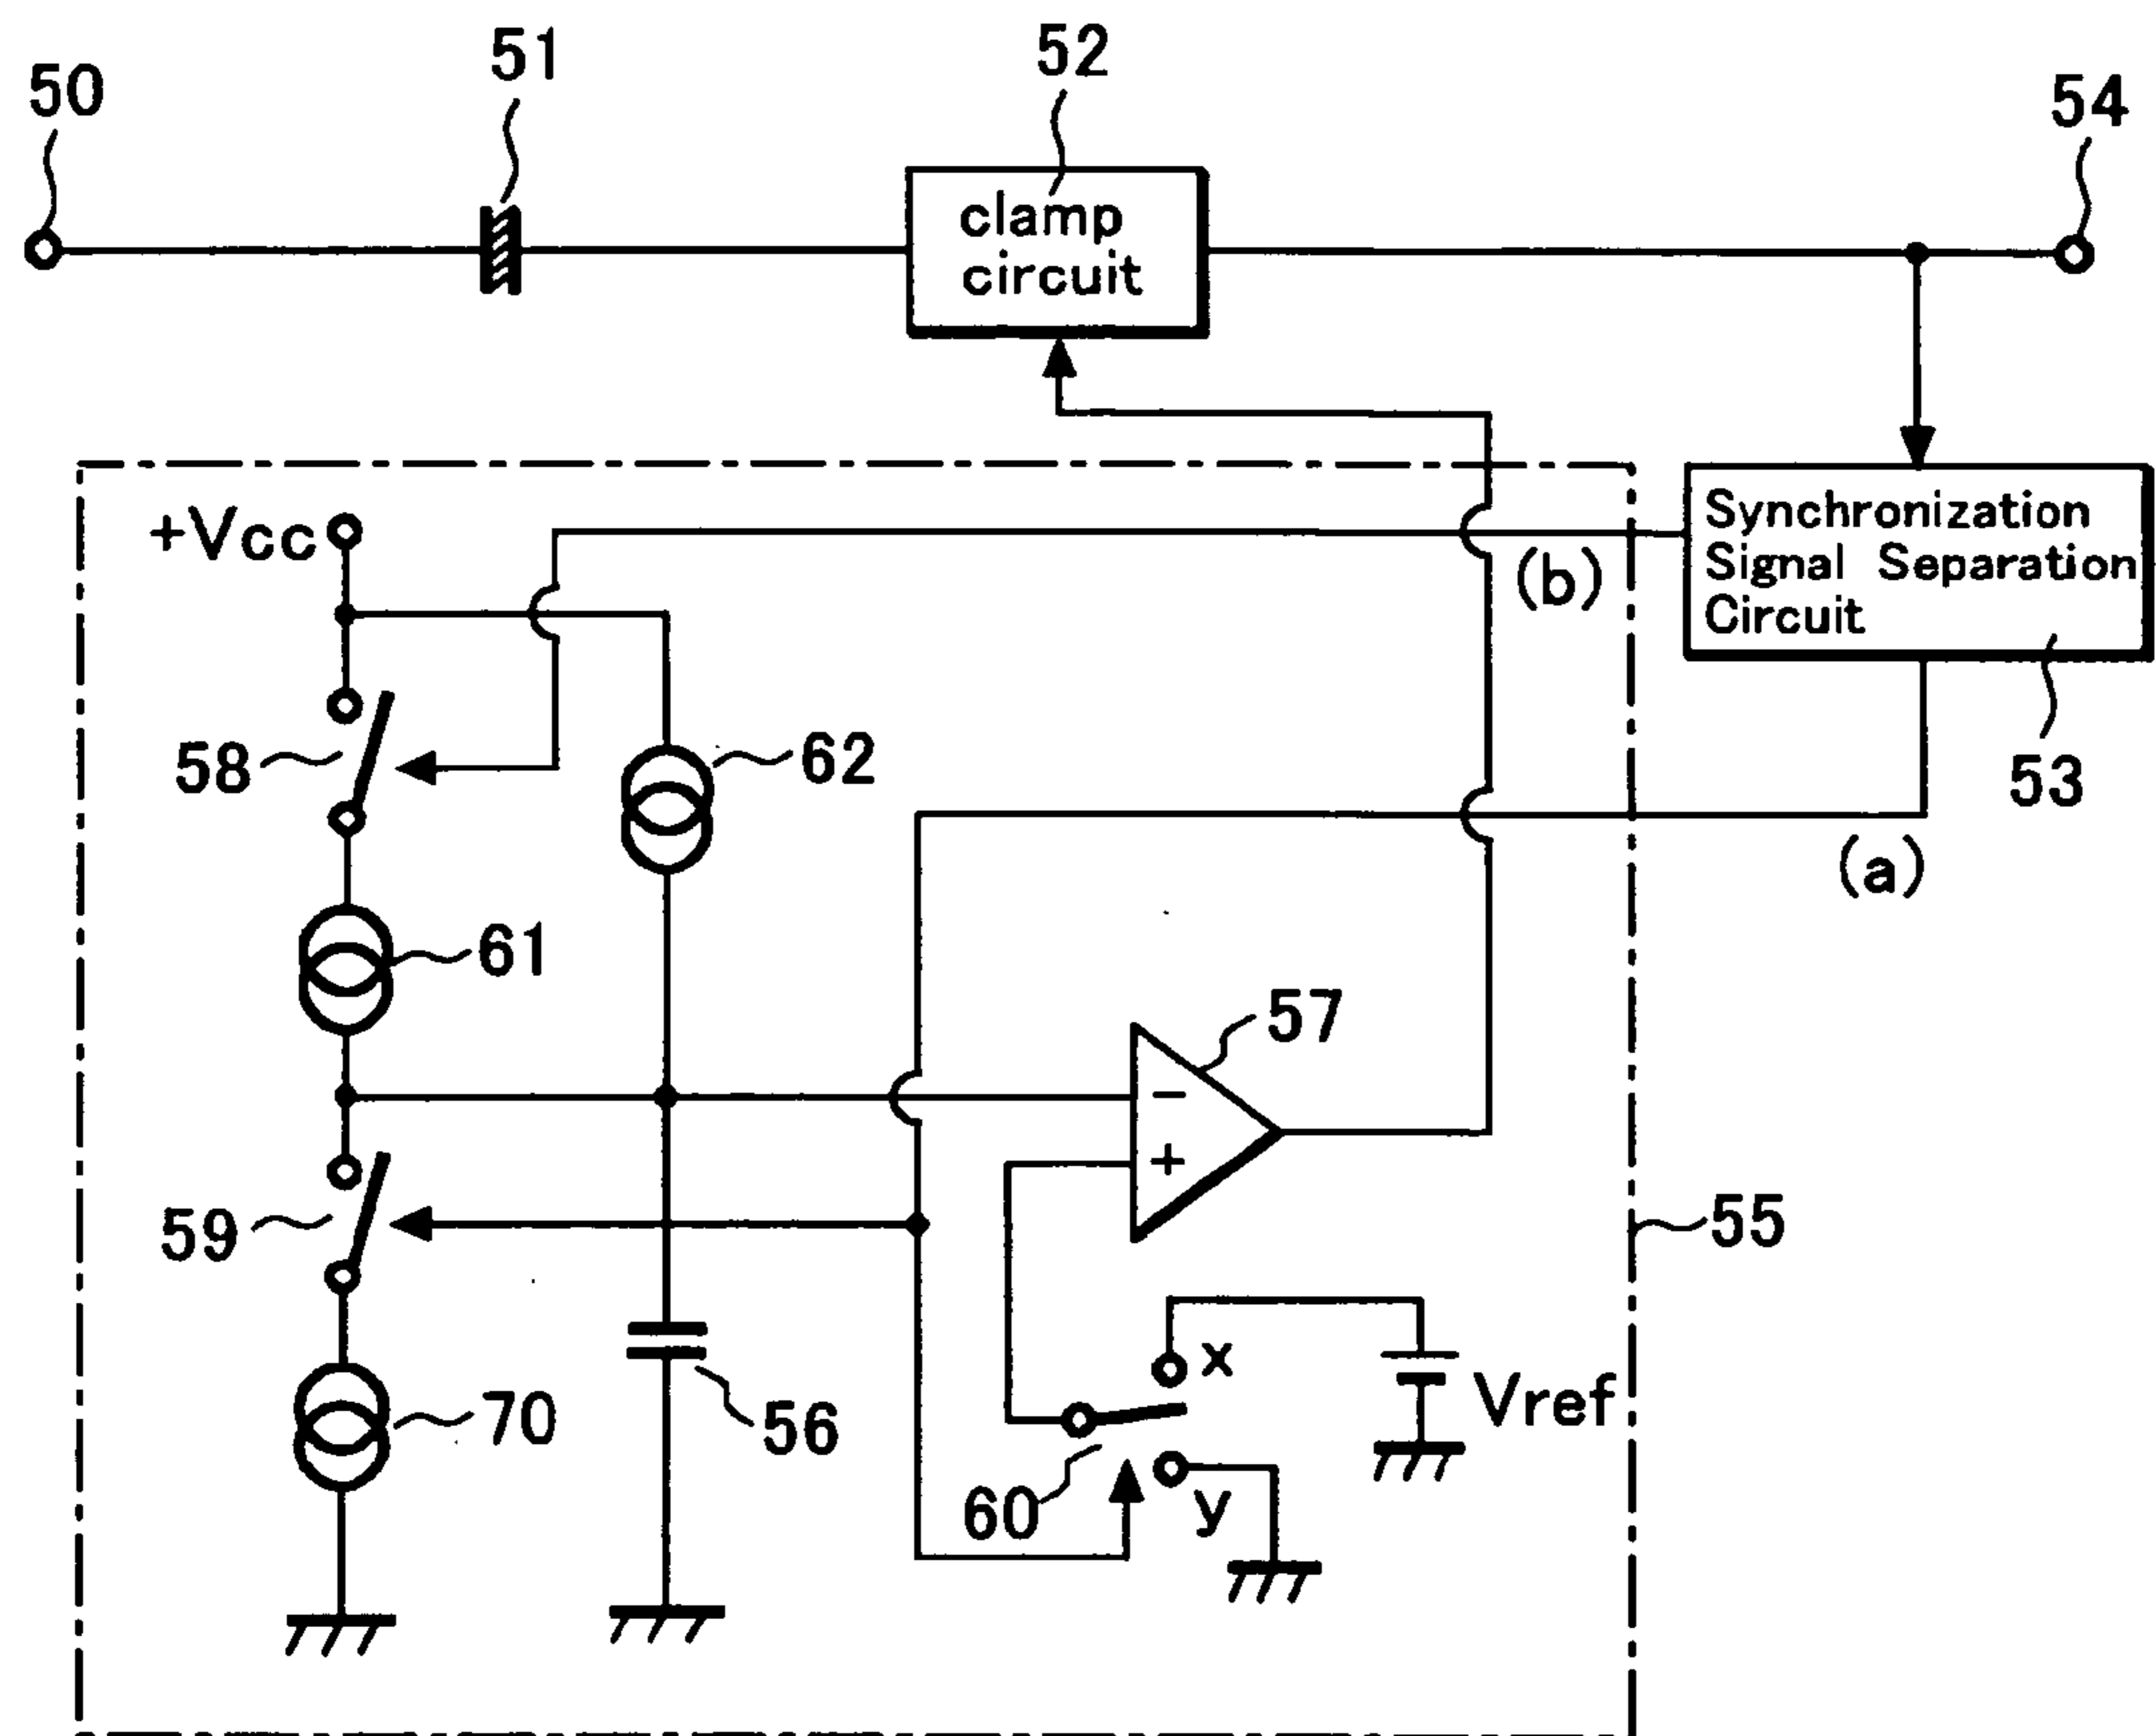 50
51
52
54
clamp
circuit
+Vcc
(b)
Synchronization
Signal Separation
Circuit
58
62
53
(a)
61
57
−
+
59
55
x
Vref
70
56
60
y